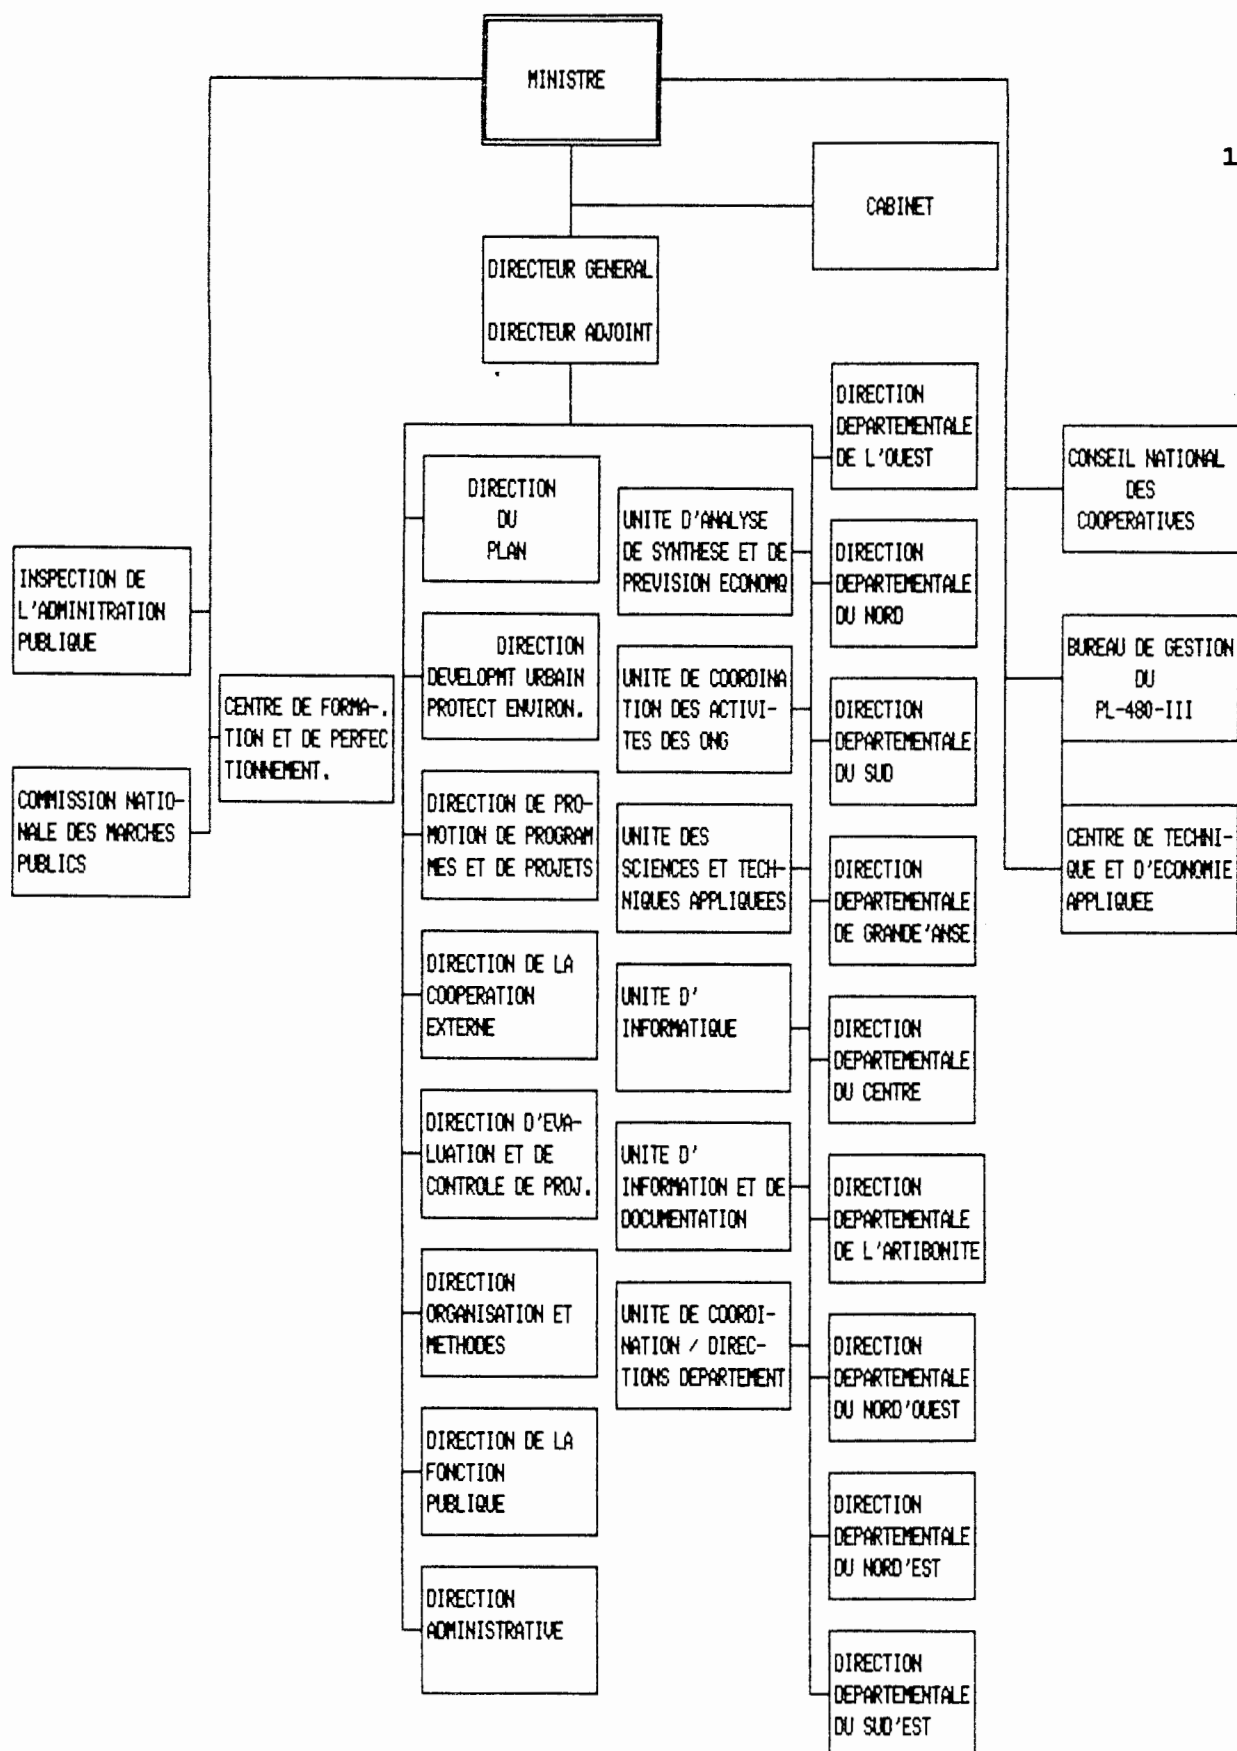 MINISTRE
1
CABINET
DIRECTEUR GENERAL
DIRECTEUR ADJOINT
INSPECTION DE
L'ADMINITRATION
PUBLIQUE
COMMISSION NATIO-
NALE DES MARCHES
PUBLICS
CENTRE DE FORMA-.
TION ET DE PERFEC
TIONNEMENT.
DIRECTION
DU
PLAN
DIRECTION
DEVELOPMT URBAIN
PROTECT ENVIRON.
DIRECTION DE PRO-
MOTION DE PROGRAM
MES ET DE PROJETS
DIRECTION DE LA
COOPERATION
EXTERNE
DIRECTION D'EVA-
LUATION ET DE
CONTROLE DE PROJ.
DIRECTION
ORGANISATION ET
METHODES
DIRECTION DE LA
FONCTION
PUBLIQUE
DIRECTION
ADMINISTRATIVE
UNITE D'ANALYSE
DE SYNTHESE ET DE
PREVISION ECONOMQ
UNITE DE COORDINA
TION DES ACTIVI-
TES DES ONG
UNITE DES
SCIENCES ET TECH-
NIQUES APPLIQUEES
UNITE D'
INFORMATIQUE
UNITE D'
INFORMATION ET DE
DOCUMENTATION
UNITE DE COORDI-
NATION / DIREC-
TIONS DEPARTEMENT
DIRECTION
DEPARTEMENTALE
DE L'OUEST
DIRECTION
DEPARTEMENTALE
DU NORD
DIRECTION
DEPARTEMENTALE
DU SUD
DIRECTION
DEPARTEMENTALE
DE GRANDE'ANSE
DIRECTION
DEPARTEMENTALE
DU CENTRE
DIRECTION
DEPARTEMENTALE
DE L'ARTIBONITE
DIRECTION
DEPARTEMENTALE
DU NORD'OUEST
DIRECTION
DEPARTEMENTALE
DU NORD'EST
DIRECTION
DEPARTEMENTALE
DU SUD'EST
CONSEIL NATIONAL
DES
COOPERATIVES
BUREAU DE GESTION
DU
PL-480-III
CENTRE DE TECHNI-
QUE ET D'ECONOMIE
APPLIQUEE